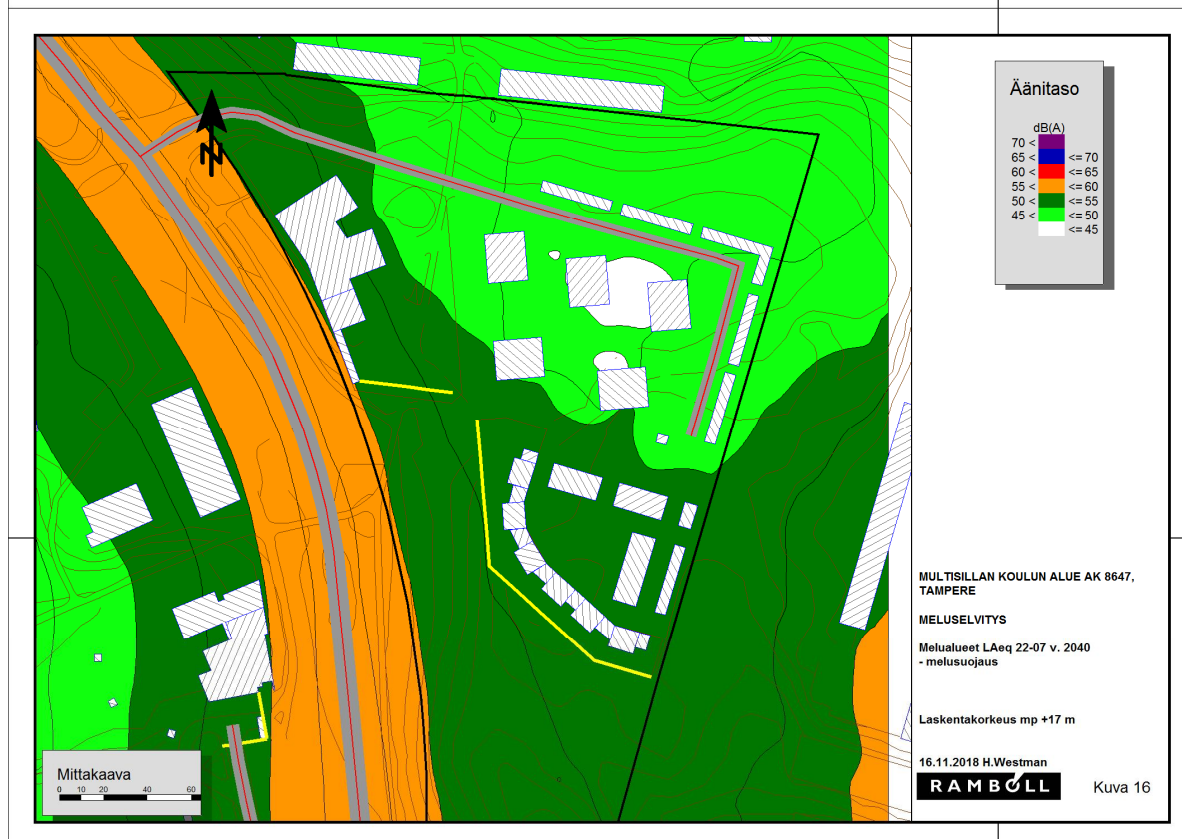 Äänitaso
dB(A)
70 <
65 < <= 70
60 < <= 65
55 < <= 60
50 < <= 55
45 < <= 50
<= 45
N
MULTISILLAN KOULUN ALUE AK 8647,
TAMPERE
MELUSELVITYS
Melualueet LAeq 22-07 v. 2040
- melusuojaus
Laskentakorkeus mp +17 m
16.11.2018 H.Westman
RAMBOLL
Kuva 16
Mittakaava
0 10 20 40 60